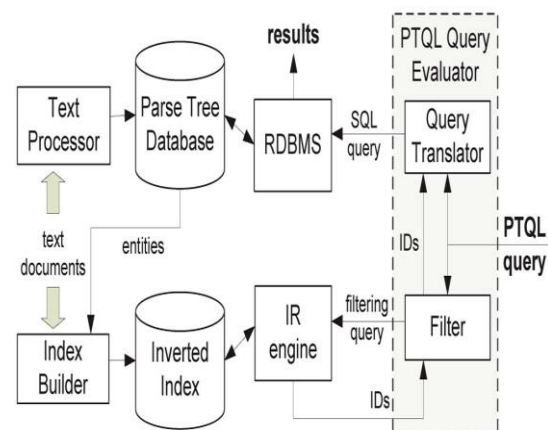 results
PTQL Query
Evaluator
Text
Processor
Parse Tree
Database
RDBMS
SQL
query
Query
Translator
text
documents
entities
IDs
PTQL
query
Index
Builder
Inverted
Index
IR
engine
filtering
query
Filter
IDs